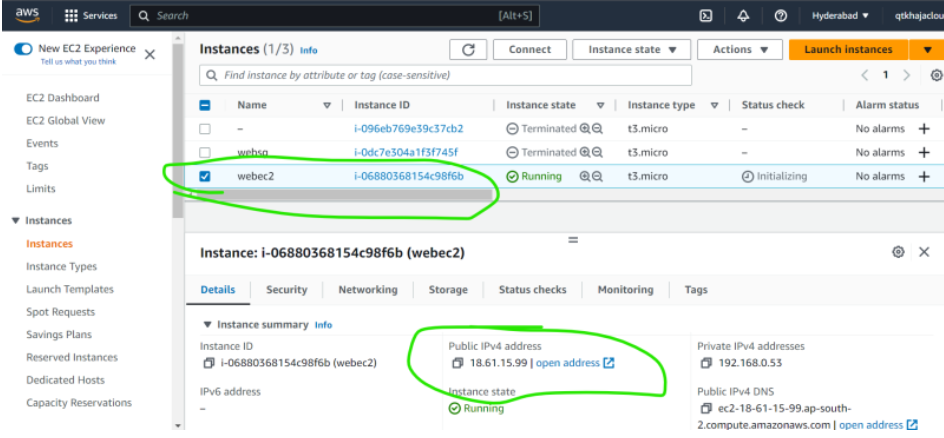 aws Services Search [Alt+S] Hyderabad ▼ qtkhajaclou
New EC2 Experience
Tell us what you think
EC2 Dashboard
EC2 Global View
Events
Tags
Limits
▼ Instances
Instances
Instance Types
Launch Templates
Spot Requests
Savings Plans
Reserved Instances
Dedicated Hosts
Capacity Reservations
Instances (1/3) Info Connect Instance state ▼ Actions ▼ Launch instances ▼
Find instance by attribute or tag (case-sensitive) < 1 >
Name Instance ID Instance state Instance type Status check Alarm status
– i-096eb769e39c37cb2 Terminated t3.micro – No alarms +
websg i-0dc7e304a1f3f745f Terminated t3.micro – No alarms +
webec2 i-06880368154c98f6b Running t3.micro Initializing No alarms +
Instance: i-06880368154c98f6b (webec2)
Details Security Networking Storage Status checks Monitoring Tags
▼ Instance summary Info
Instance ID
i-06880368154c98f6b (webec2)
IPv6 address
–
Public IPv4 address
18.61.15.99 | open address
Instance state
Running
Private IPv4 addresses
192.168.0.53
Public IPv4 DNS
ec2-18-61-15-99.ap-south-
2.compute.amazonaws.com | open address